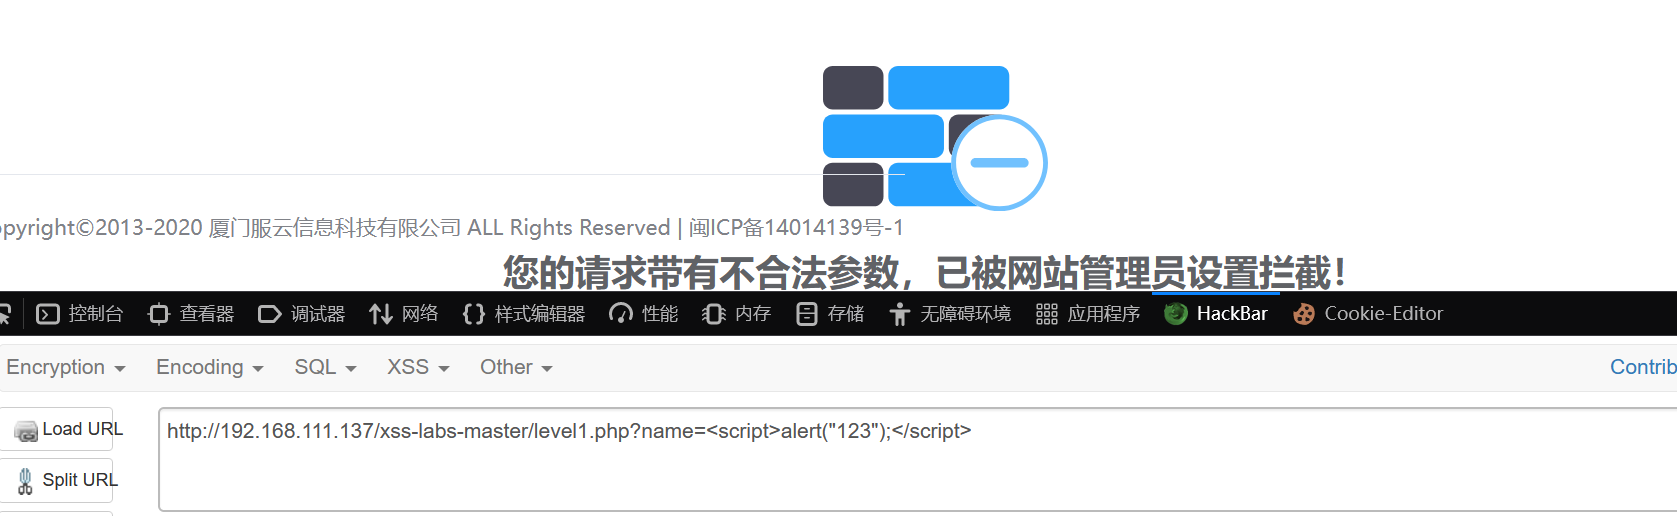 opyright©2013-2020 厦门服云信息科技有限公司 ALL Rights Reserved | 闽ICP备14014139号-1
您的请求带有不合法参数，已被网站管理员设置拦截！
控制台 查看器 调试器 网络 样式编辑器 性能 内存 存储 无障碍环境 应用程序 HackBar Cookie-Editor
Encryption Encoding SQL XSS Other Contrib
Load URL
http://192.168.111.137/xss-labs-master/level1.php?name=<script>alert("123");</script>
Split URL